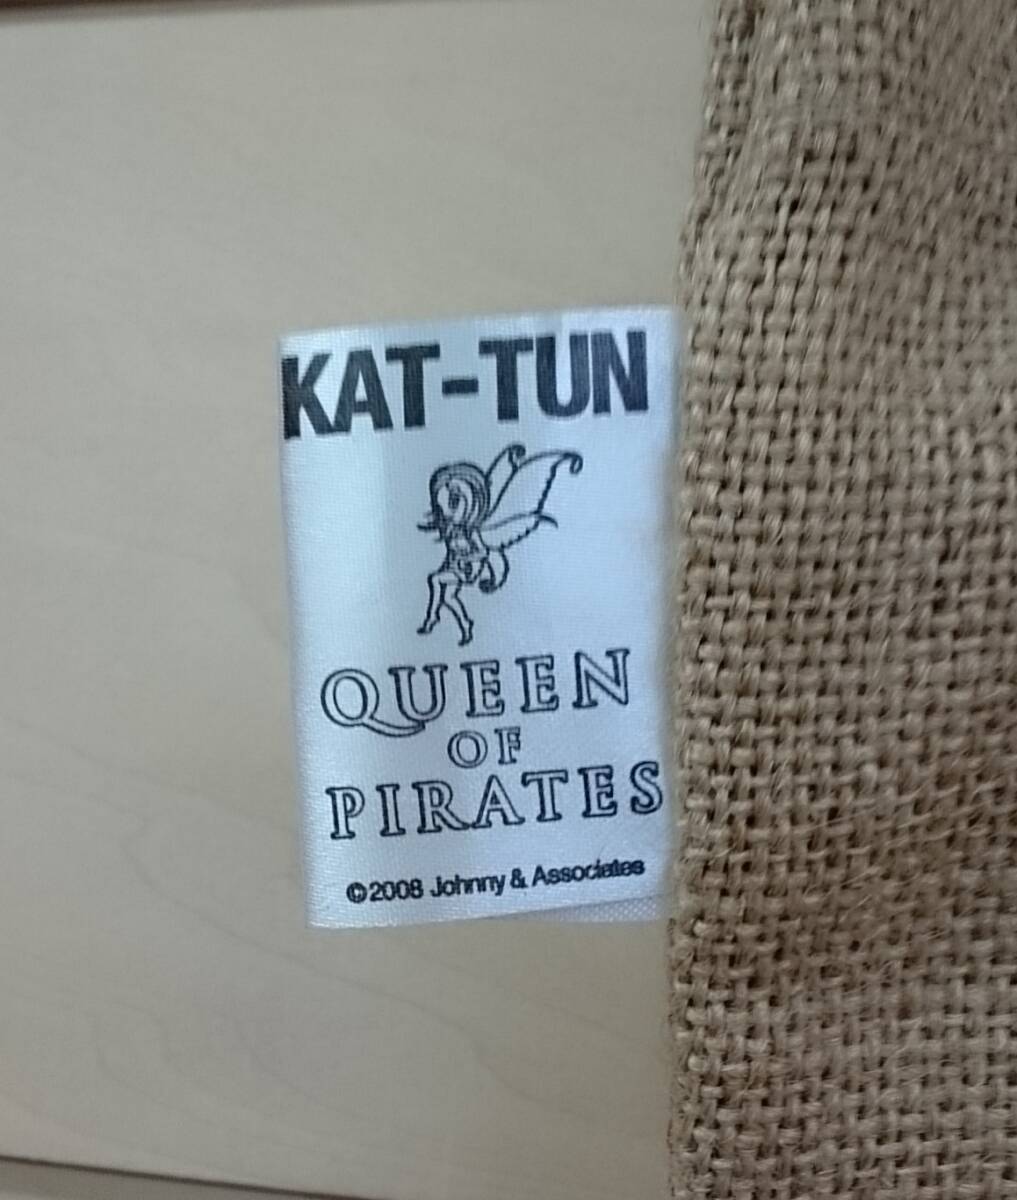 KAT-TUN
QUEEN
OF
PIRATES
©2008 Johnny & Associates